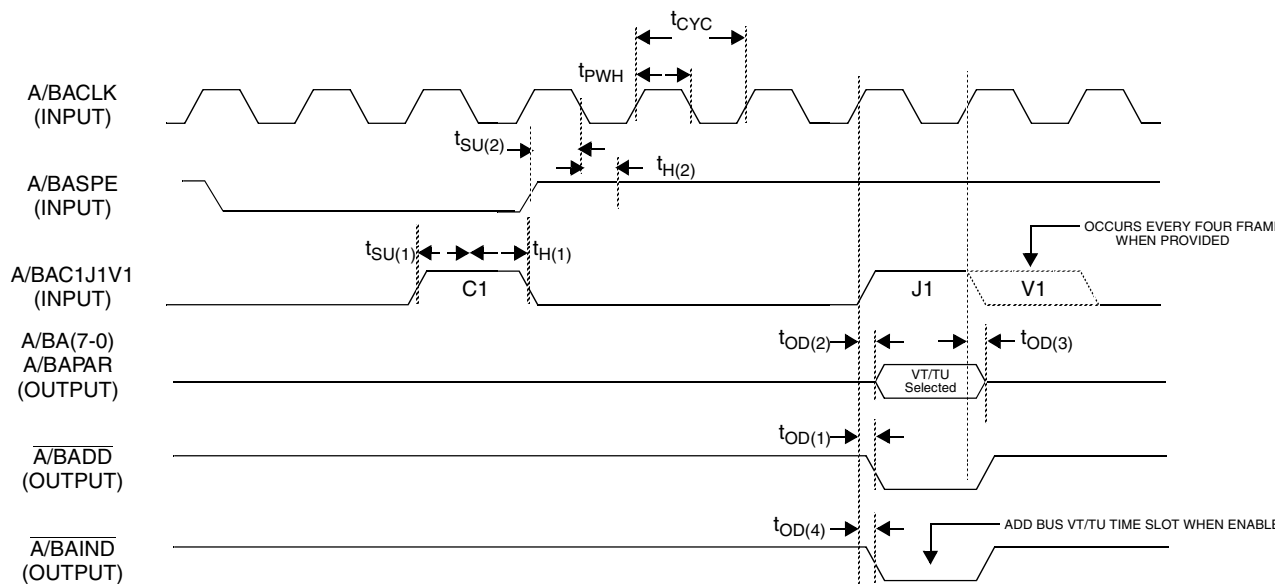 tCYC
tPWH
A/BACLK
(INPUT)
tSU(2)
tH(2)
A/BASPE
(INPUT)
OCCURS EVERY FOUR FRAM
WHEN PROVIDED
tSU(1)
tH(1)
A/BAC1J1V1
(INPUT)
C1
J1
V1
A/BA(7-0)
A/BAPAR
(OUTPUT)
tOD(2)
tOD(3)
VT/TU
Selected
tOD(1)
A/BADD
(OUTPUT)
tOD(4)
ADD BUS VT/TU TIME SLOT WHEN ENABLE
A/BAIND
(OUTPUT)